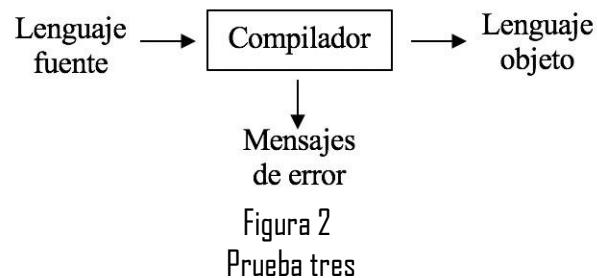 Lenguaje
fuente
Compilador
Lenguaje
objeto
Mensajes
de error
Figura 2
Prueba tres